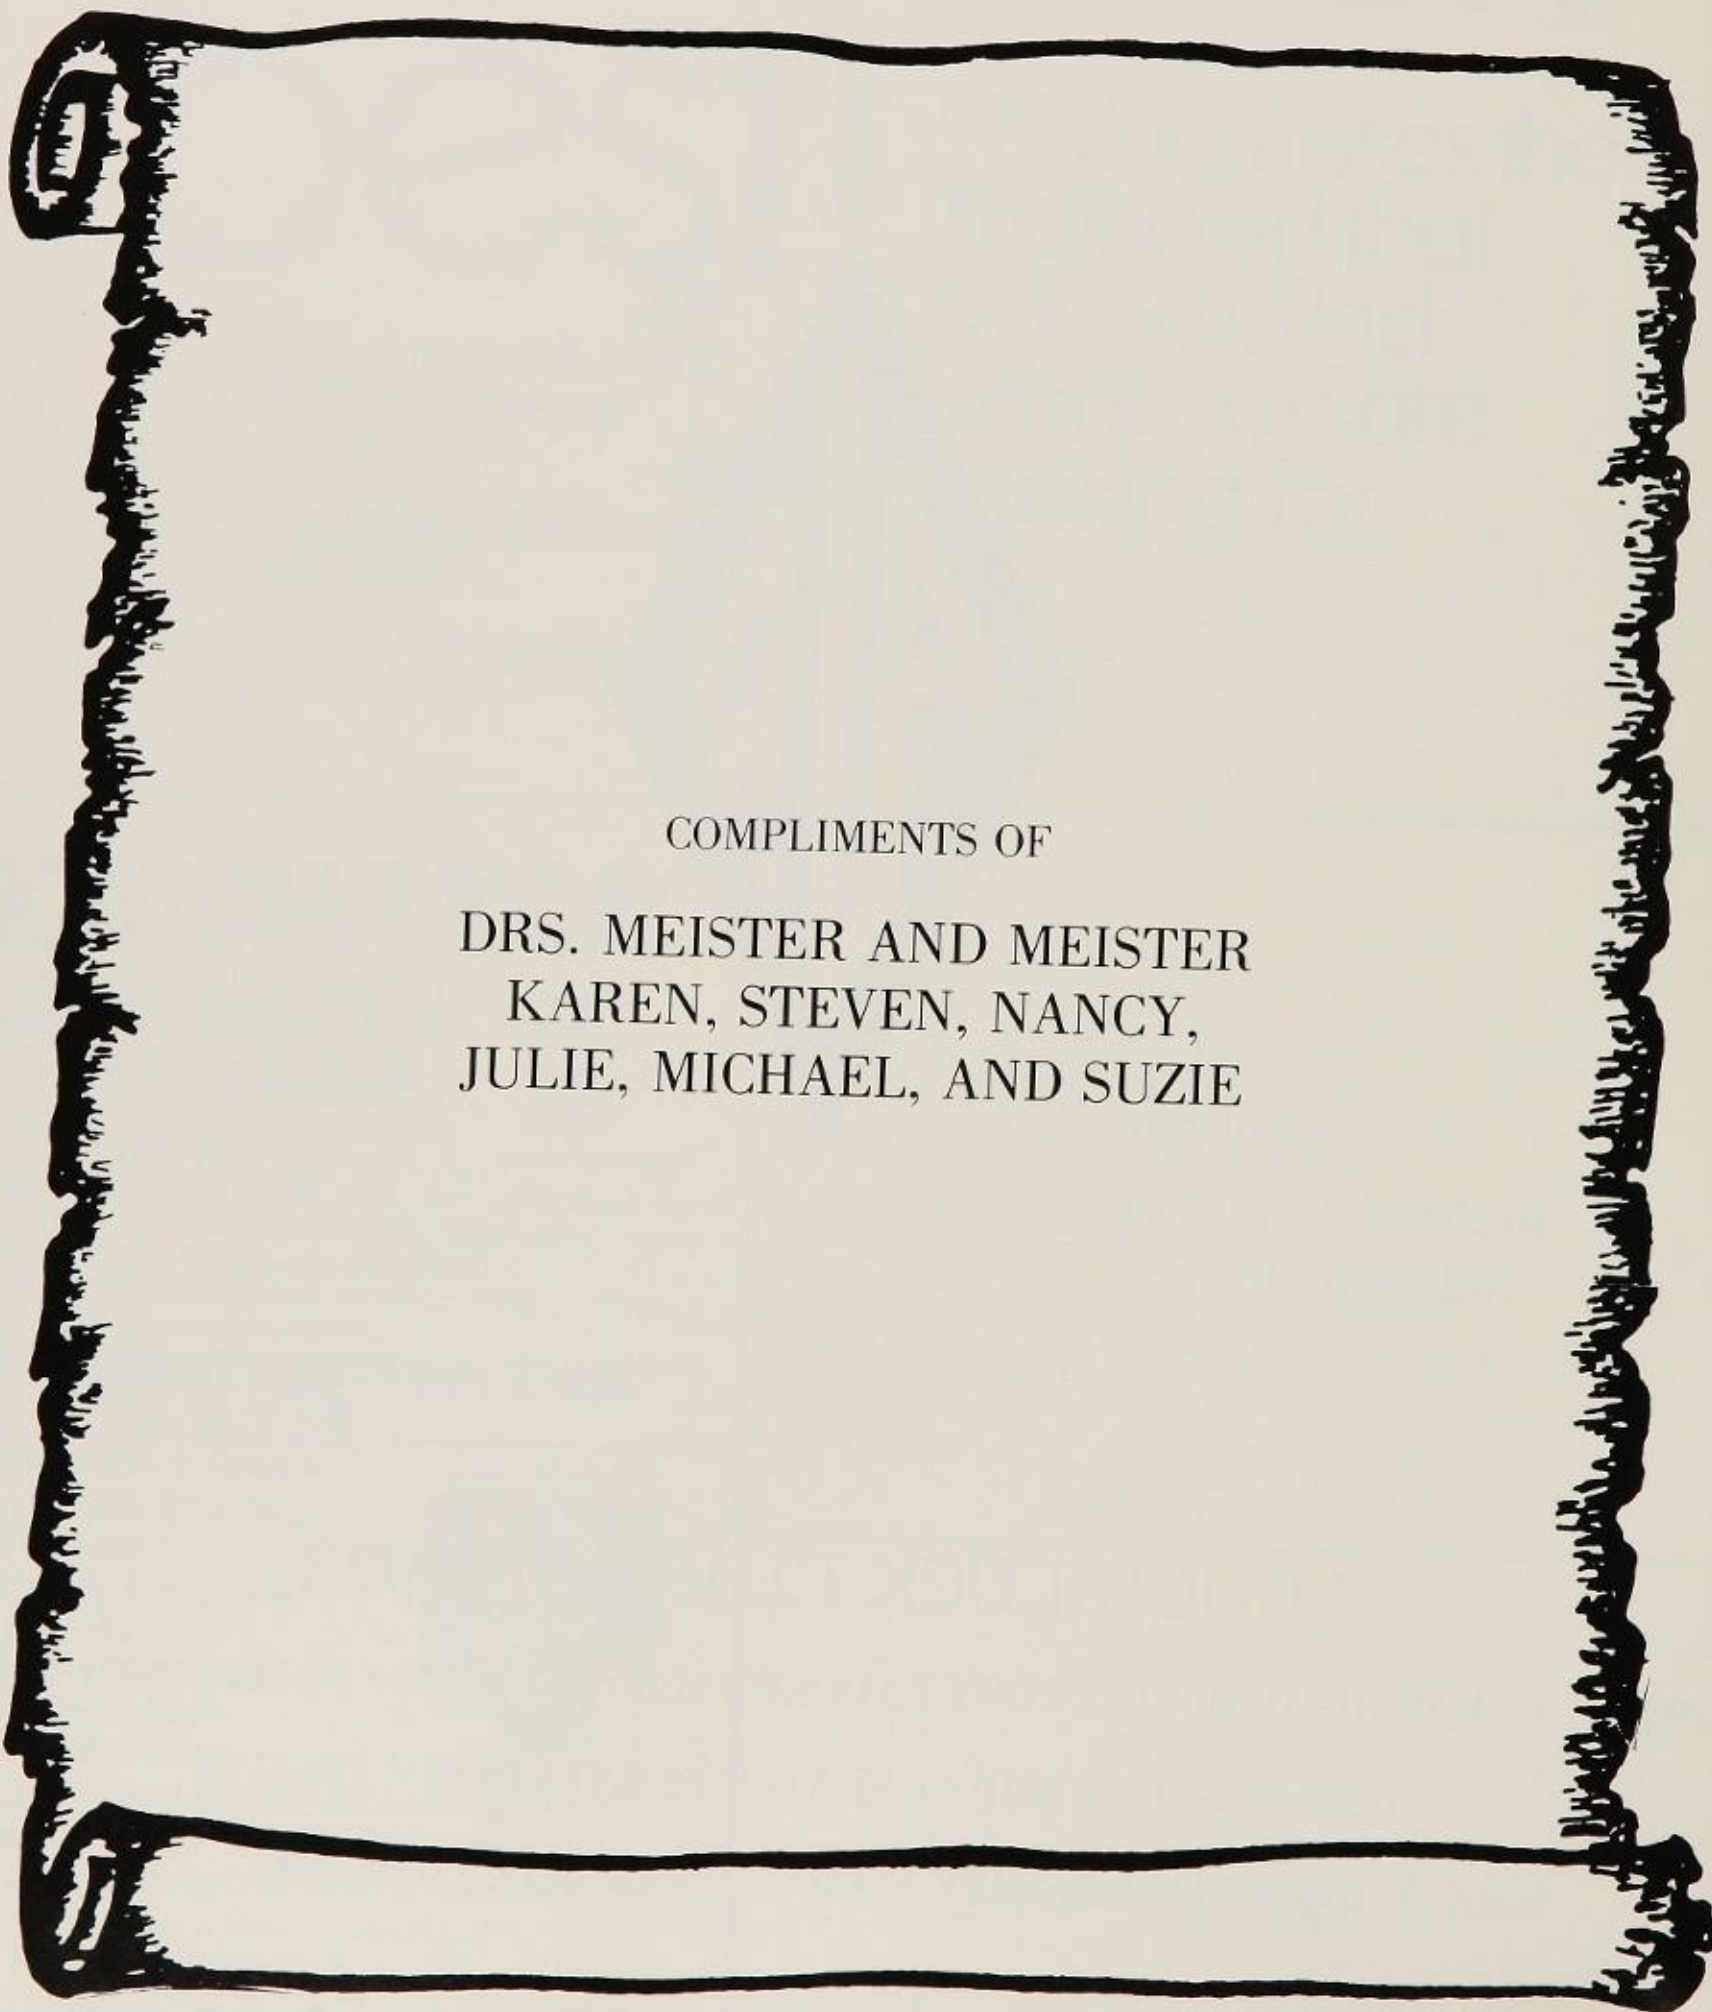 COMPLIMENTS OF
DRS. MEISTER AND MEISTER
KAREN, STEVEN, NANCY,
JULIE, MICHAEL, AND SUZIE